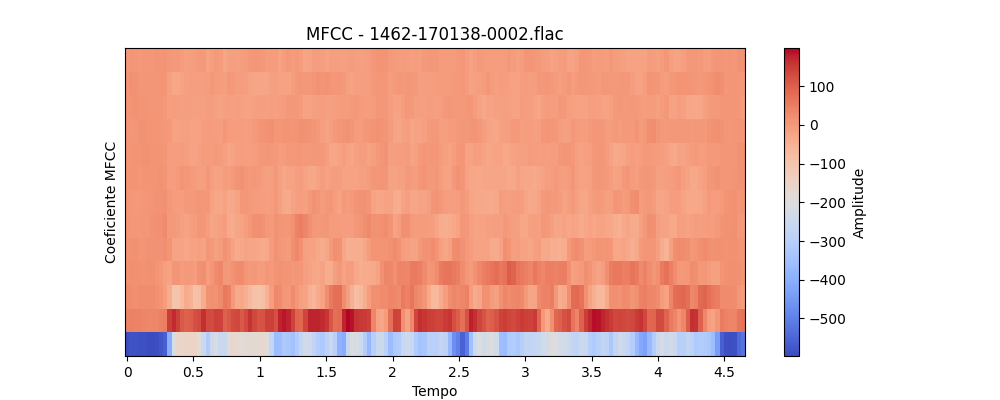 MFCC - 1462-170138-0002.flac
Coeficiente MFCC
0 0.5 1 1.5 2 2.5 3 3.5 4 4.5
Tempo
100
0
−100
−200
−300
−400
−500
Amplitude